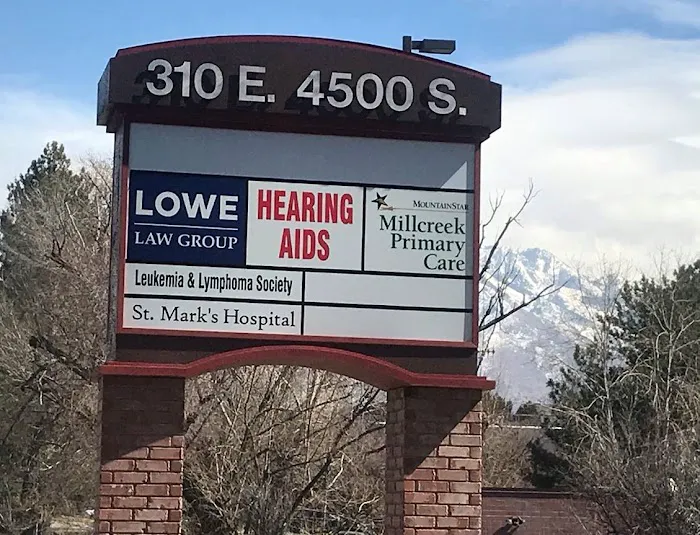 310 E. 4500 S.
LOWE
LAW GROUP
HEARING
AIDS
MOUNTAINSTAR
Millcreek
Primary
Care
Leukemia & Lymphoma Society
St. Mark's Hospital